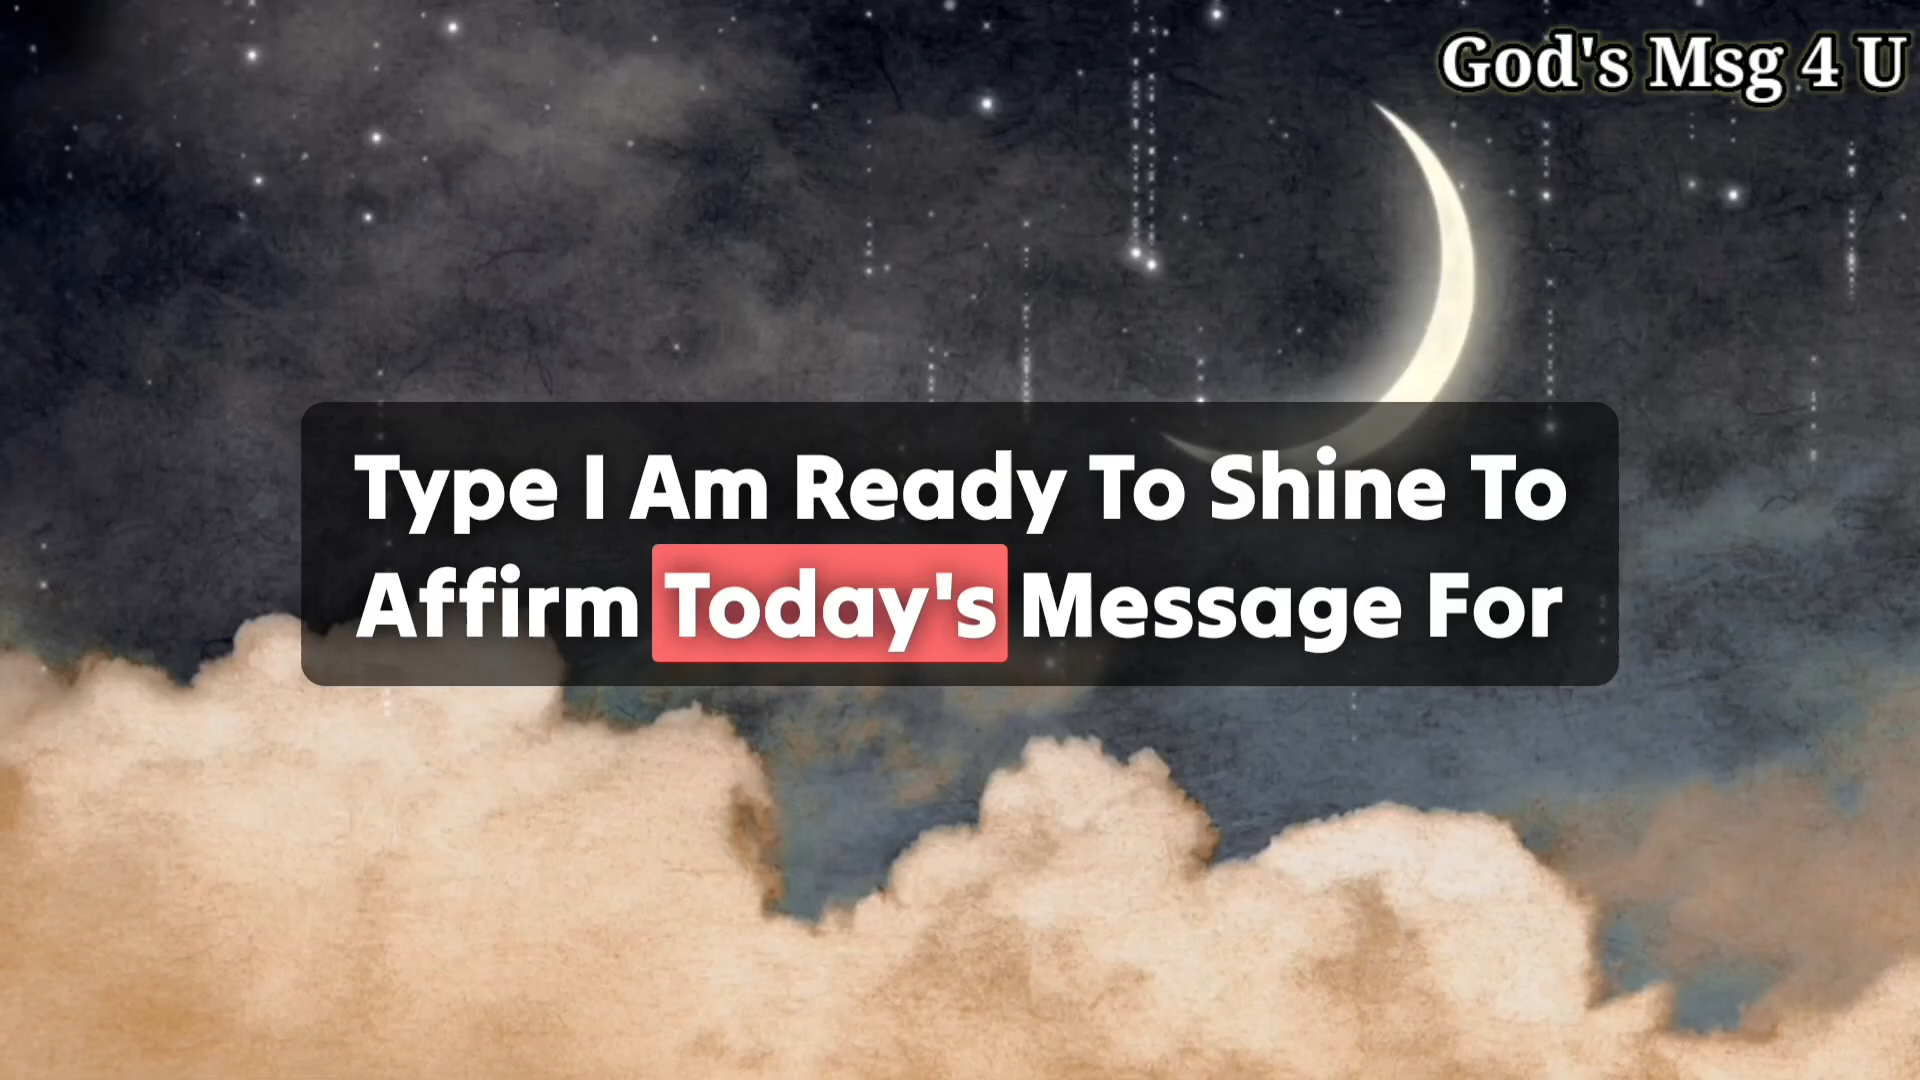 God's Msg 4 U
Type I Am Ready To Shine To
Affirm Today's Message For